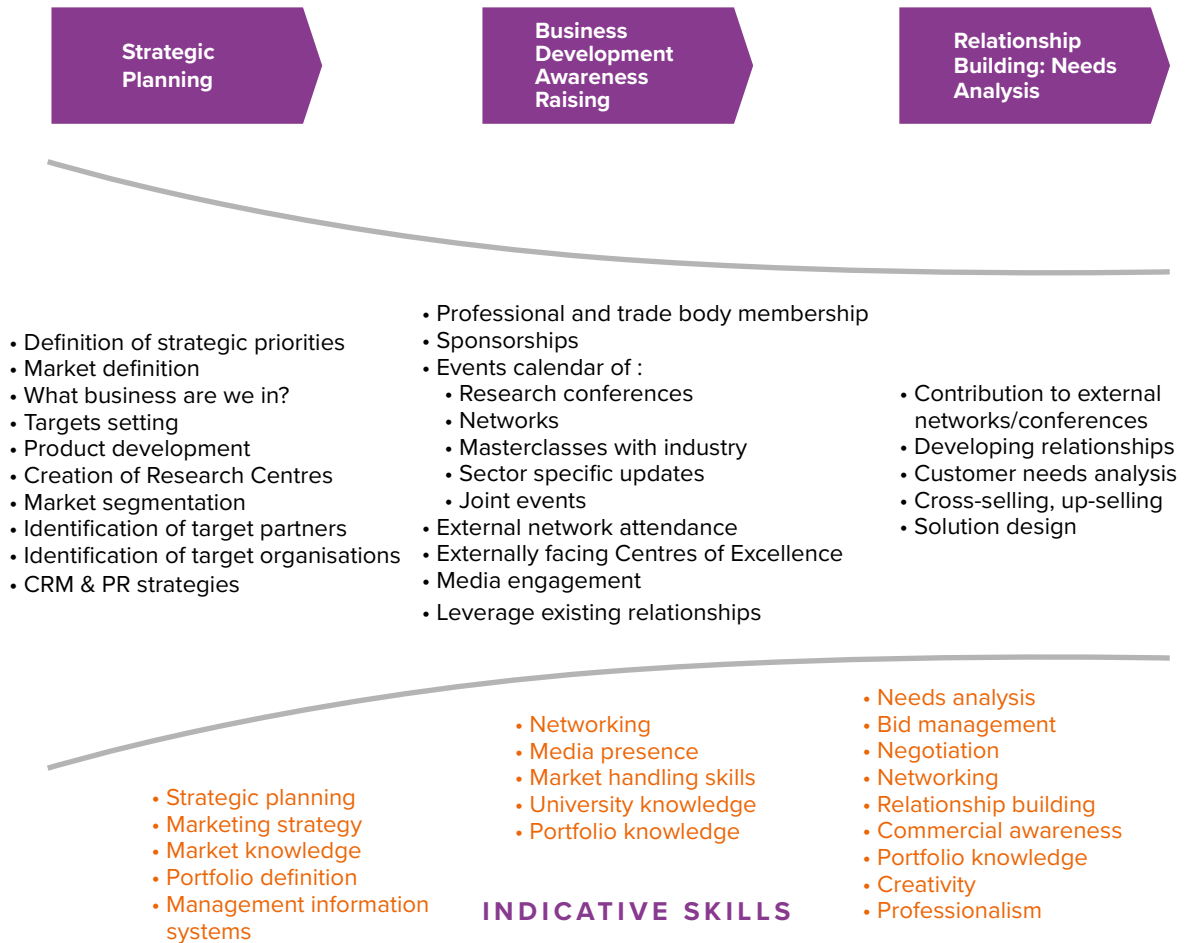 Strategic
Planning
Business
Development
Awareness
Raising
Relationship
Building: Needs
Analysis
• Definition of strategic priorities
• Market definition
• What business are we in?
• Targets setting
• Product development
• Creation of Research Centres
• Market segmentation
• Identification of target partners
• Identification of target organisations
• CRM & PR strategies
• Professional and trade body membership
• Sponsorships
• Events calendar of :
• Research conferences
• Networks
• Masterclasses with industry
• Sector specific updates
• Joint events
• External network attendance
• Externally facing Centres of Excellence
• Media engagement
• Leverage existing relationships
• Contribution to external
networks/conferences
• Developing relationships
• Customer needs analysis
• Cross-selling, up-selling
• Solution design
• Strategic planning
• Marketing strategy
• Market knowledge
• Portfolio definition
• Management information
systems
• Networking
• Media presence
• Market handling skills
• University knowledge
• Portfolio knowledge
• Needs analysis
• Bid management
• Negotiation
• Networking
• Relationship building
• Commercial awareness
• Portfolio knowledge
• Creativity
• Professionalism
INDICATIVE SKILLS